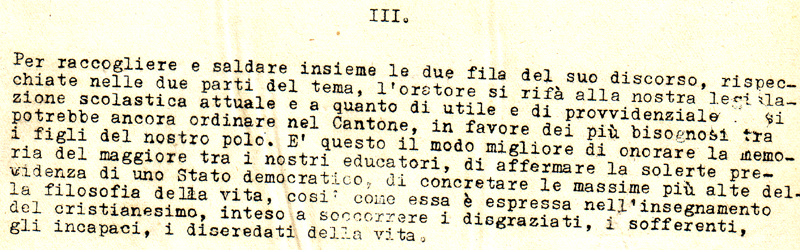 III.
Per raccogliere e saldare insieme le due fila del suo discorso, rispec-
chiate nelle due parti del tema, l'oratore si rifà alla nostra legisla-
zione scolastica attuale e a quanto di utile e di provvidenziale si
potrebbe ancora ordinare nel Cantone, in favore dei più bisognosi tra
i figli del nostro polo. E' questo il modo migliore di onorare la memo-
ria del maggiore tra i nostri educatori, di affermare la solerte pre-
videnza di uno Stato democratico, di concretare le massime più alte del-
la filosofia della vita, così come essa è espressa nell'insegnamento
del cristianesimo, inteso a soccorrere i disgraziati, i sofferenti,
gli incapaci, i diseredati della vita.